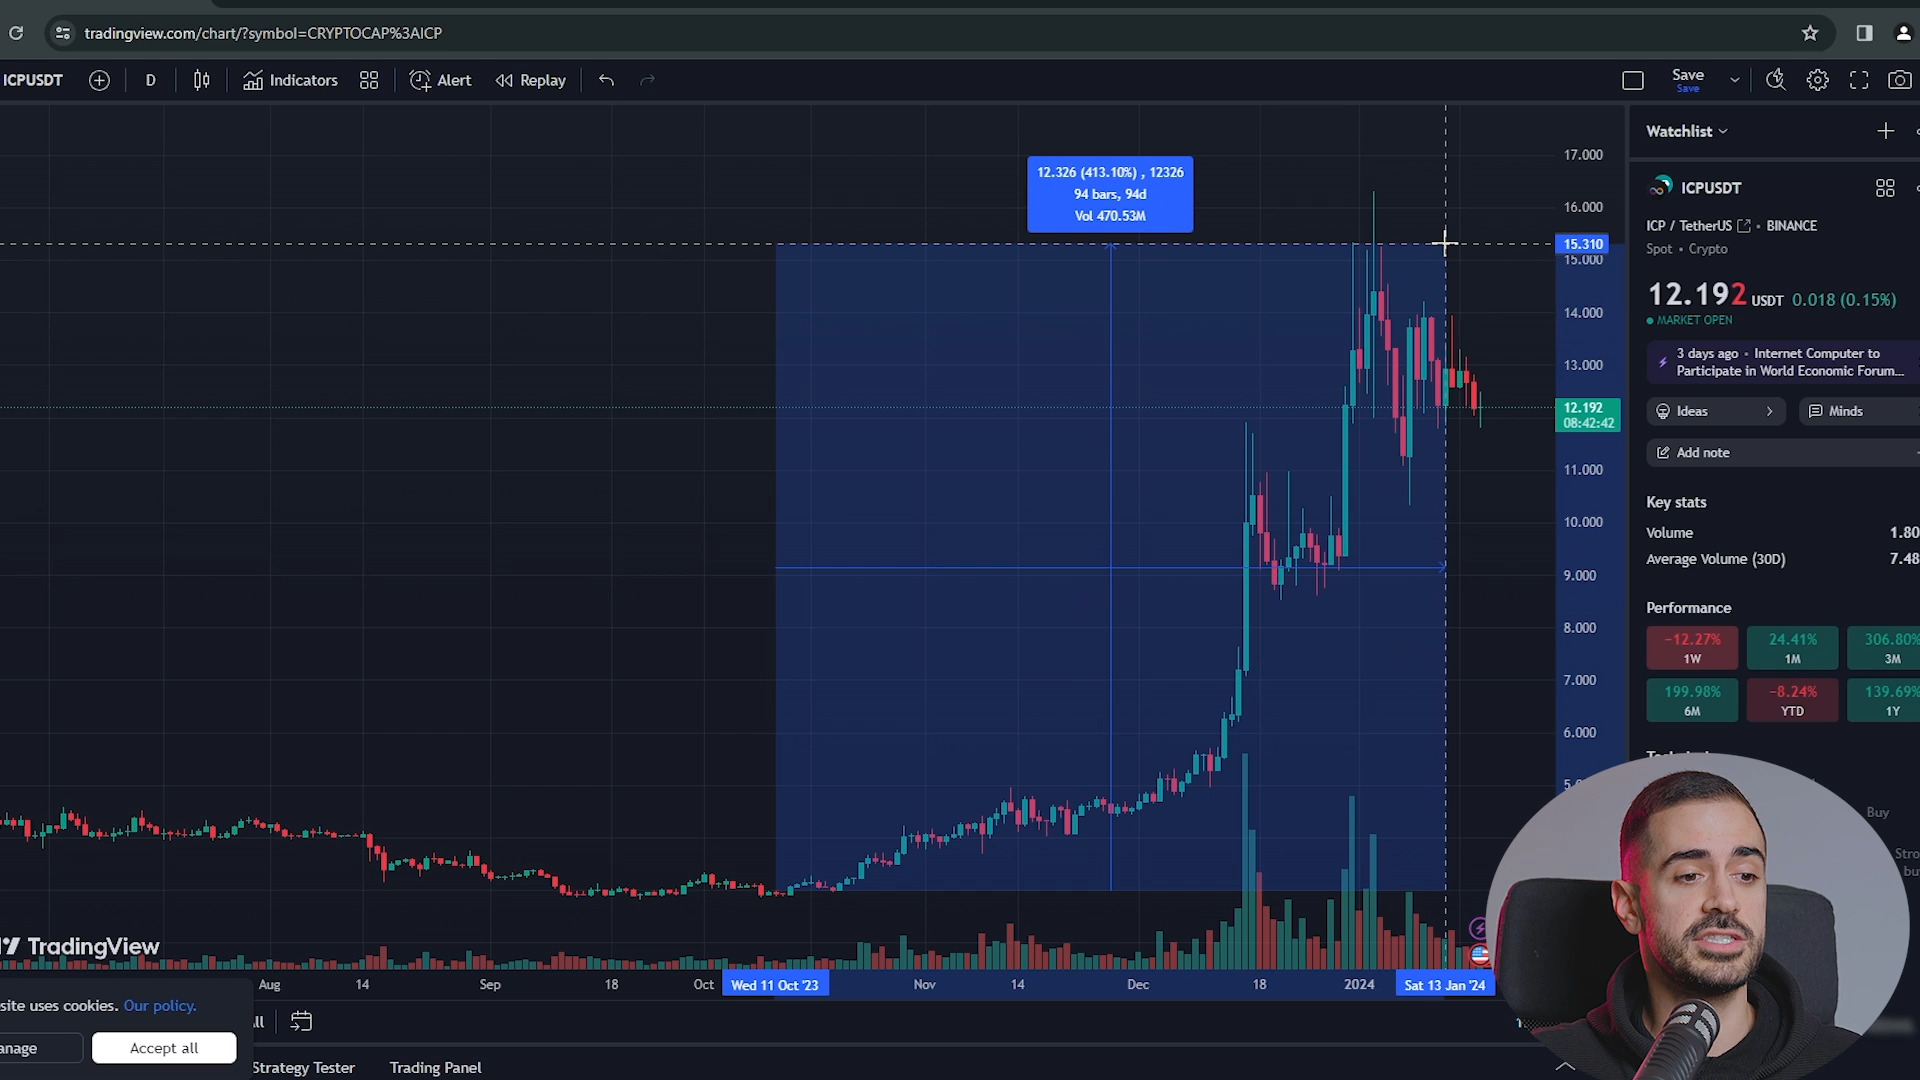 tradingview.com/chart/?symbol=CRYPTOCAP%3AICP
ICPUSDT
D
Indicators
Alert
Replay
Save
Save
Watchlist
12.326 (413.10%) , 12326
94 bars, 94d
Vol 470.53M
17.000
16.000
15.310
15.000
14.000
13.000
12.192
08:42:42
11.000
10.000
9.000
8.000
7.000
6.000
ICPUSDT
ICP / TetherUS • BINANCE
Spot • Crypto
12.192 USDT 0.018 (0.15%)
MARKET OPEN
3 days ago • Internet Computer to
Participate in World Economic Forum...
Ideas
Minds
Add note
Key stats
Volume 1.80
Average Volume (30D) 7.48
Performance
−12.27% 24.41% 306.80%
1W 1M 3M
199.98% −8.24% 139.69%
6M YTD 1Y
Buy
Stro
bu
TradingView
Aug 14 Sep 18 Oct Wed 11 Oct '23 Nov 14 Dec 18 2024 Sat 13 Jan '24
site uses cookies. Our policy.
anage
Accept all
Strategy Tester
Trading Panel